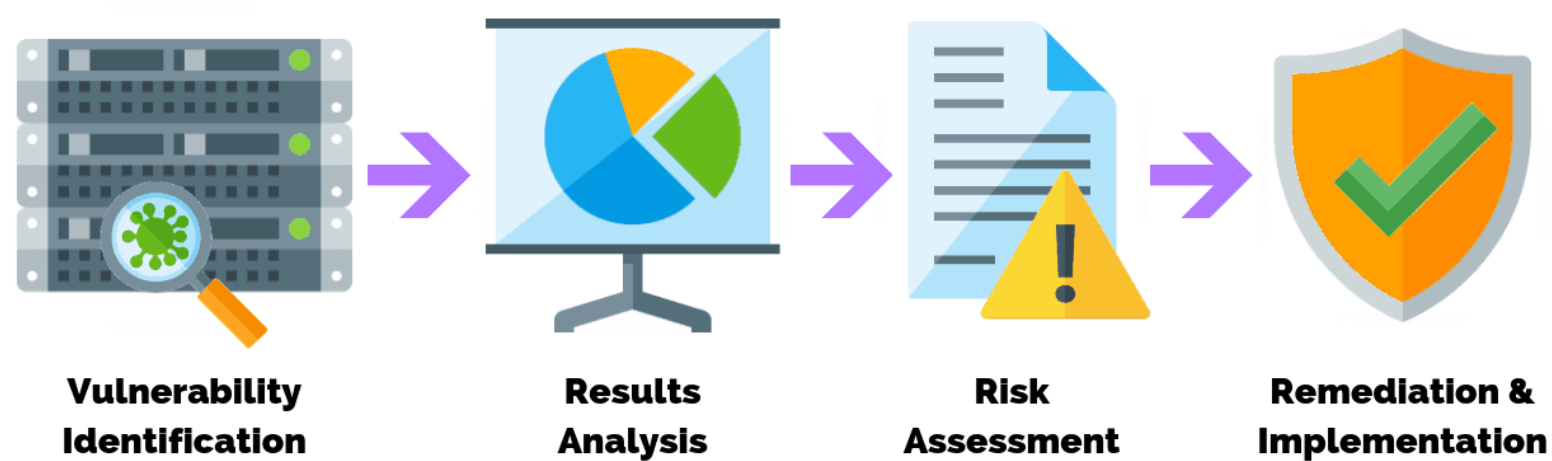 Vulnerability
Identification
Results
Analysis
Risk
Assessment
Remediation &
Implementation